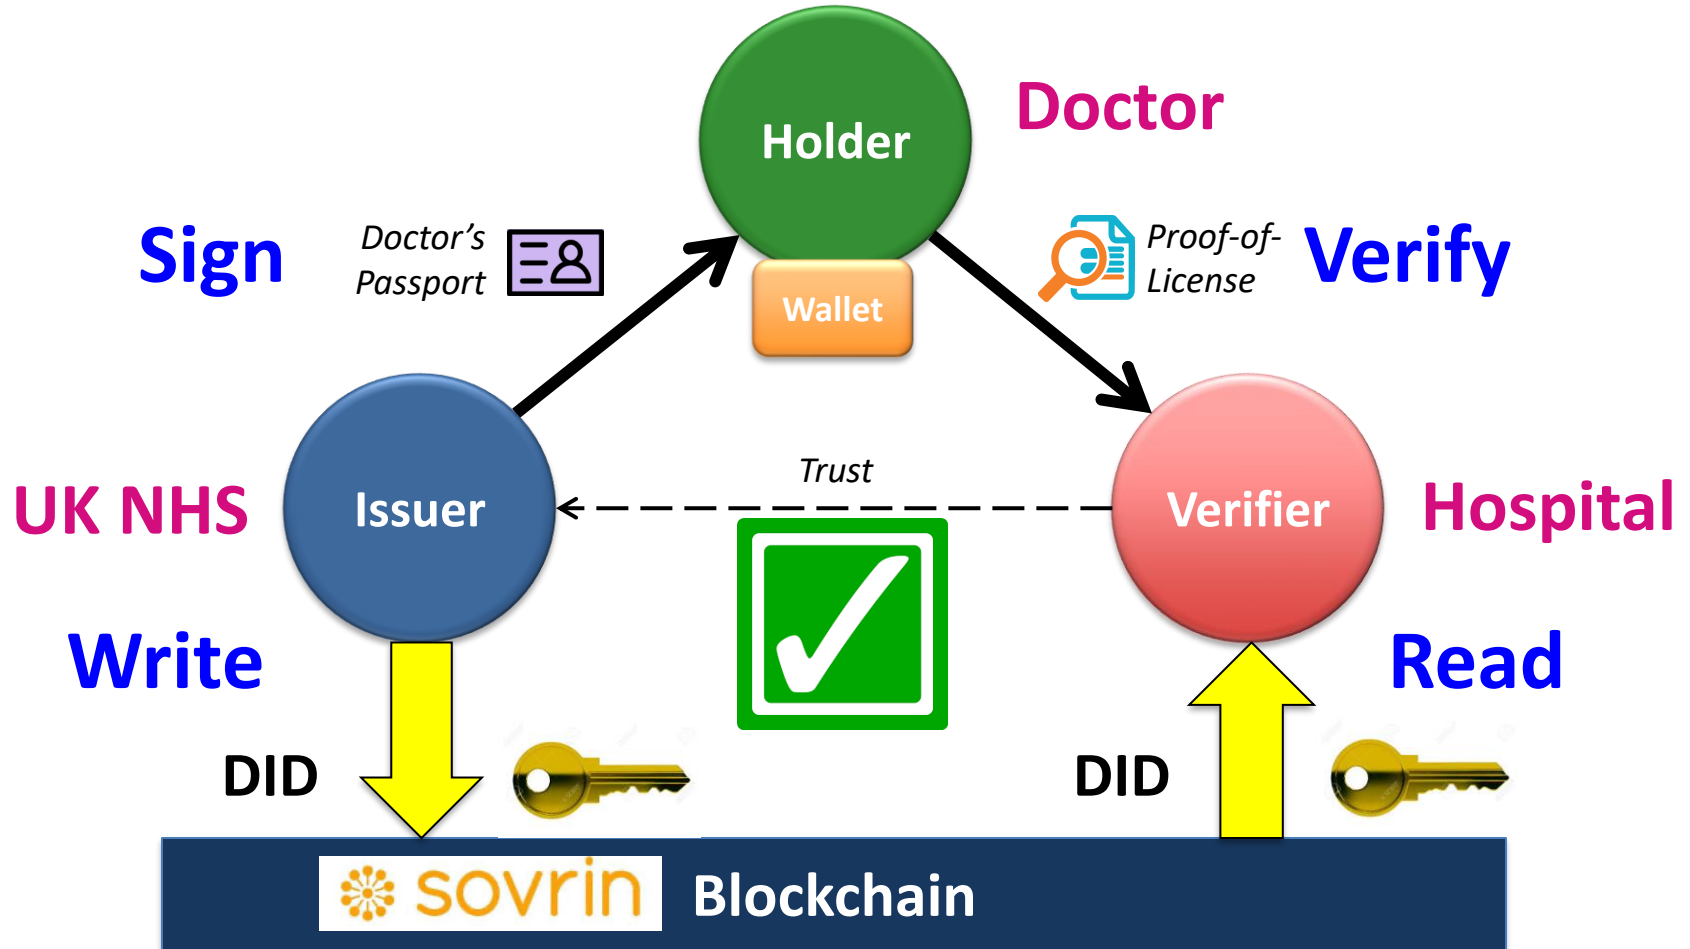 Holder
Doctor
Sign
Doctor's
Passport
Proof-of-
License
Verify
Wallet
Trust
UK NHS
Issuer
Verifier
Hospital
Write
Read
DID
DID
sovrin
Blockchain